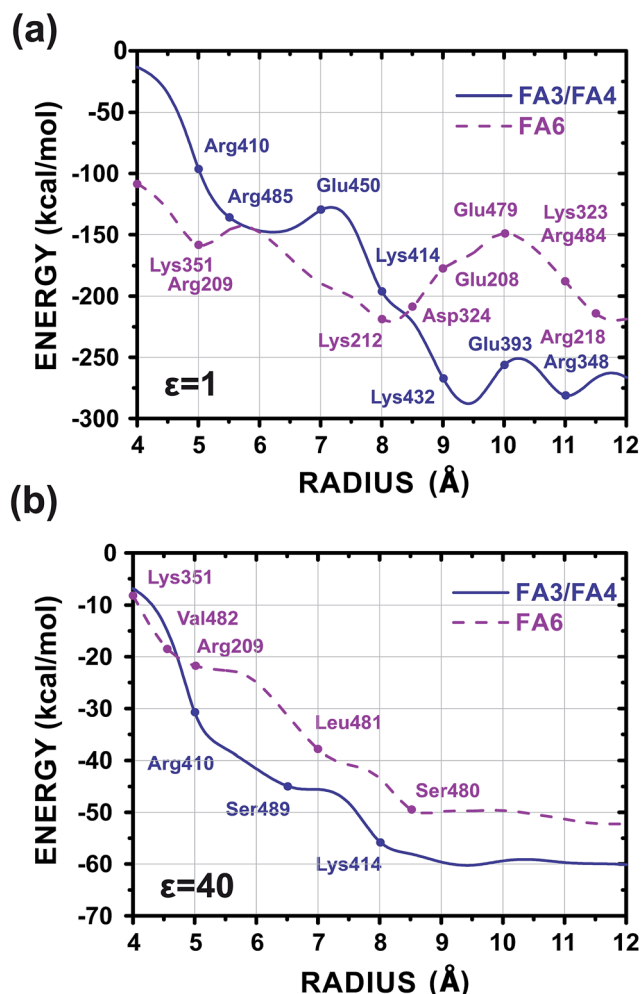 (a)
0
-50
-100
-150
-200
-250
-300
ENERGY (kcal/mol)
FA3/FA4
FA6
Arg410
Arg485
Glu450
Lys351
Arg209
Lys414
Lys212
Asp324
Glu479
Glu208
Lys323
Arg484
Arg218
Glu393
Arg348
Lys432
ε=1
4 5 6 7 8 9 10 11 12
RADIUS (Å)
(b)
0
-10
-20
-30
-40
-50
-60
-70
ENERGY (kcal/mol)
FA3/FA4
FA6
Lys351
Val482
Arg209
Arg410
Leu481
Ser489
Ser480
Lys414
ε=40
4 5 6 7 8 9 10 11 12
RADIUS (Å)